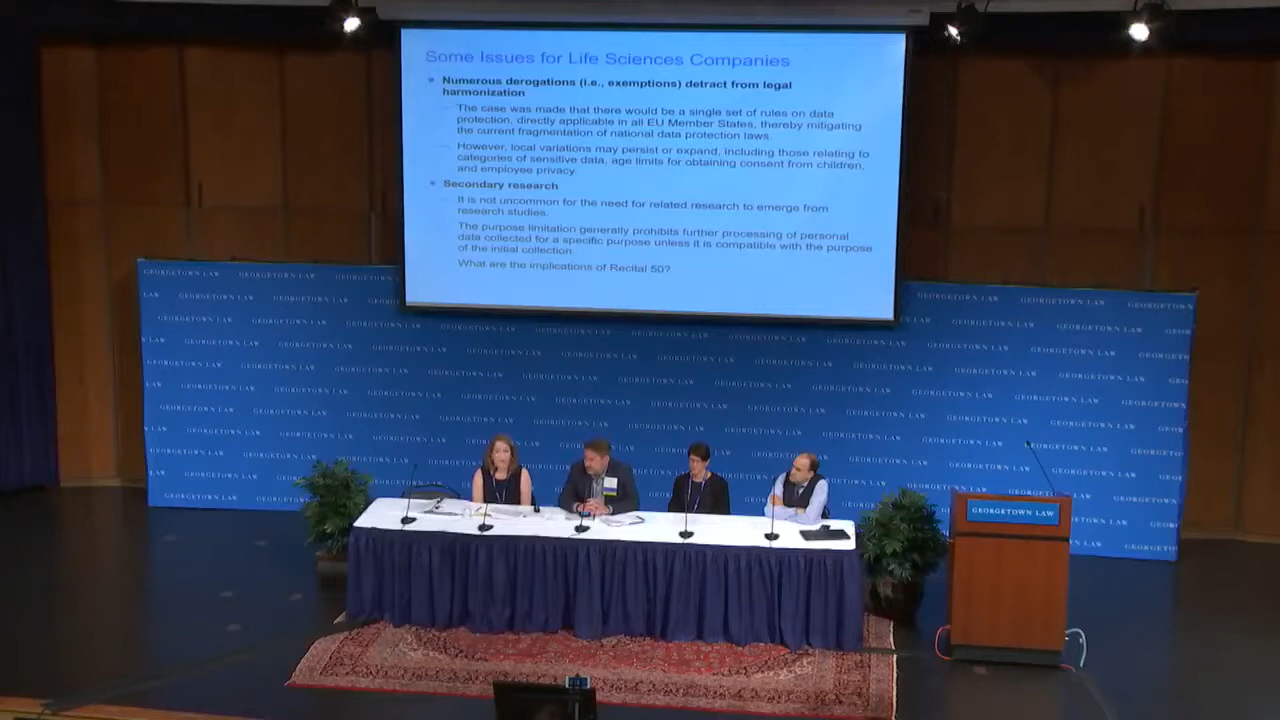 Some Issues for Life Sciences Companies
Numerous derogations (i.e., exemptions) detract from legal
harmonization
The case was made that there would be a single set of rules on data
protection, directly applicable in all EU Member States, thereby mitigating
the current fragmentation of national data protection laws.
However, local variations may persist or expand, including those relating to
categories of sensitive data, age limits for obtaining consent from children,
and employee privacy.
Secondary research
It is not uncommon for the need for related research to emerge from
research studies.
The purpose limitation generally prohibits further processing of personal
data collected for a specific purpose unless it is compatible with the purpose
of the initial collection
What are the implications of Recital 50?
GEORGETOWN LAW
GEORGETOWN LAW